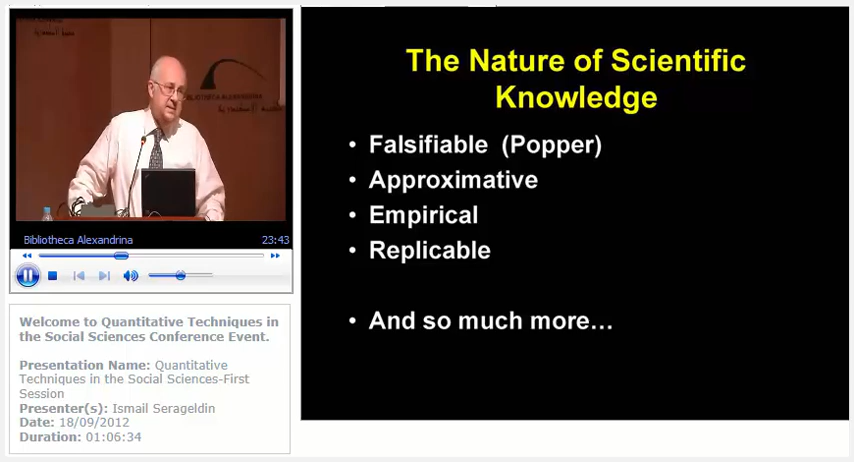 BIBLIOTHECA ALEXANDRINA
Bibliotheca Alexandrina
23:43
Welcome to Quantitative Techniques in
the Social Sciences Conference Event.
Presentation Name: Quantitative
Techniques in the Social Sciences-First
Session
Presenter(s): Ismail Serageldin
Date: 18/09/2012
Duration: 01:06:34
The Nature of Scientific
Knowledge
• Falsifiable (Popper)
• Approximative
• Empirical
• Replicable
• And so much more...